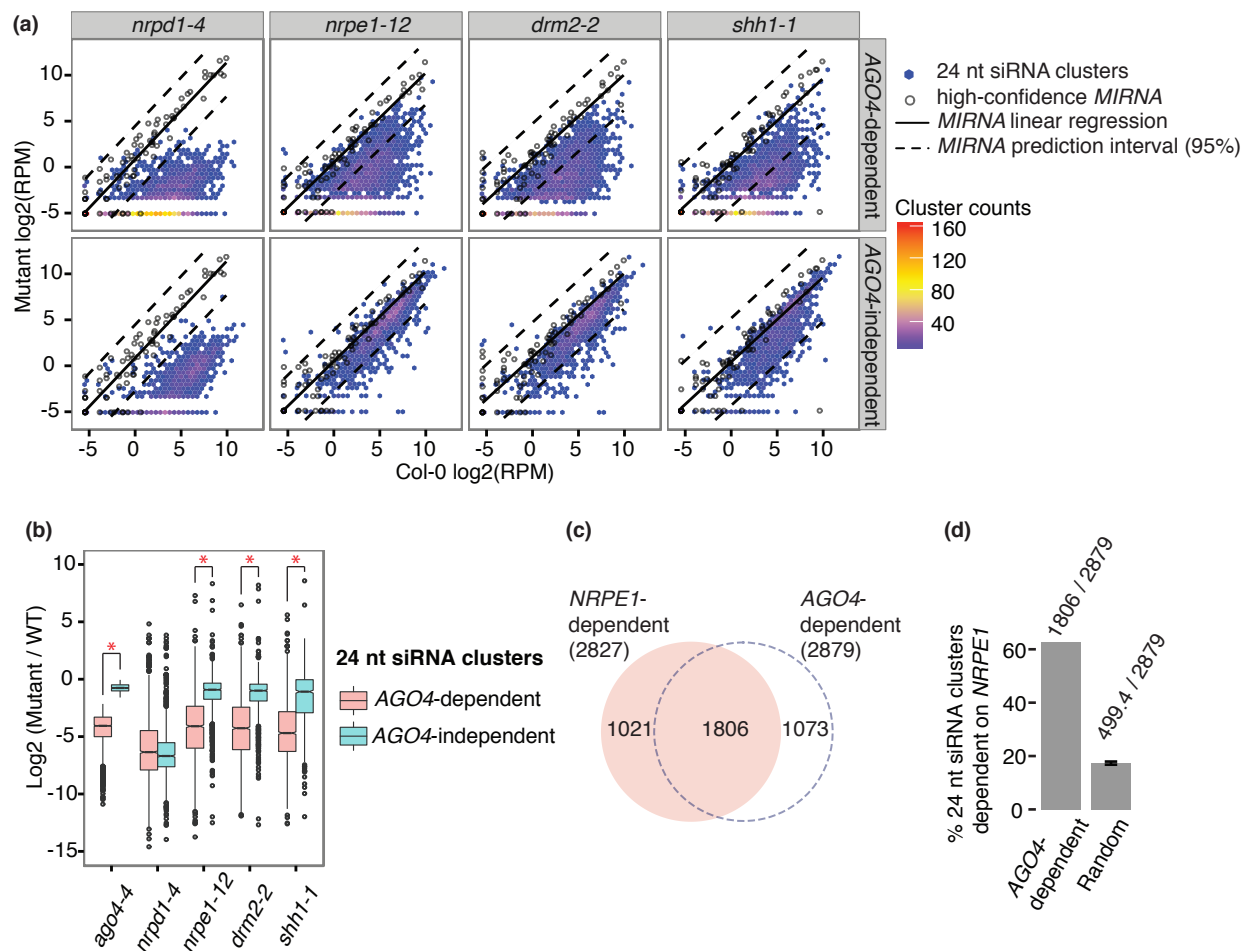 (a)
nrpd1-4 nrpe1-12 drm2-2 shh1-1
AGO4-dependent
AGO4-independent
10
5
0
-5
10
5
0
-5
Mutant log2(RPM)
-5 0 5 10 -5 0 5 10 -5 0 5 10 -5 0 5 10
Col-0 log2(RPM)
24 nt siRNA clusters
high-confidence MIRNA
MIRNA linear regression
MIRNA prediction interval (95%)
Cluster counts
160
120
80
40
(b)
Log2 (Mutant / WT)
10
5
0
-5
-10
-15
* * * *
ago4-4 nrpd1-4 nrpe1-12 drm2-2 shh1-1
24 nt siRNA clusters
AGO4-dependent
AGO4-independent
(c)
NRPE1-
dependent
(2827)
AGO4-
dependent
(2879)
1021 1806 1073
(d)
% 24 nt siRNA clusters
dependent on NRPE1
60
40
20
0
1806 / 2879
499.4 / 2879
AGO4-
dependent
Random